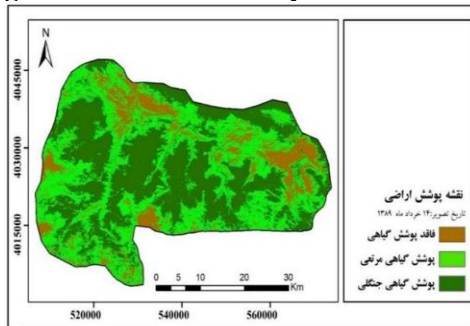 N
4045000
4030000
4015000
520000
540000
560000
0 5 10 20 30
Km
نقشه پوشش اراضی
تاریخ تصویر:۱۴ خرداد ماه ۱۳۸۹
فاقد پوشش گیاهی
پوشش گیاهی مرتعی
پوشش گیاهی جنگلی